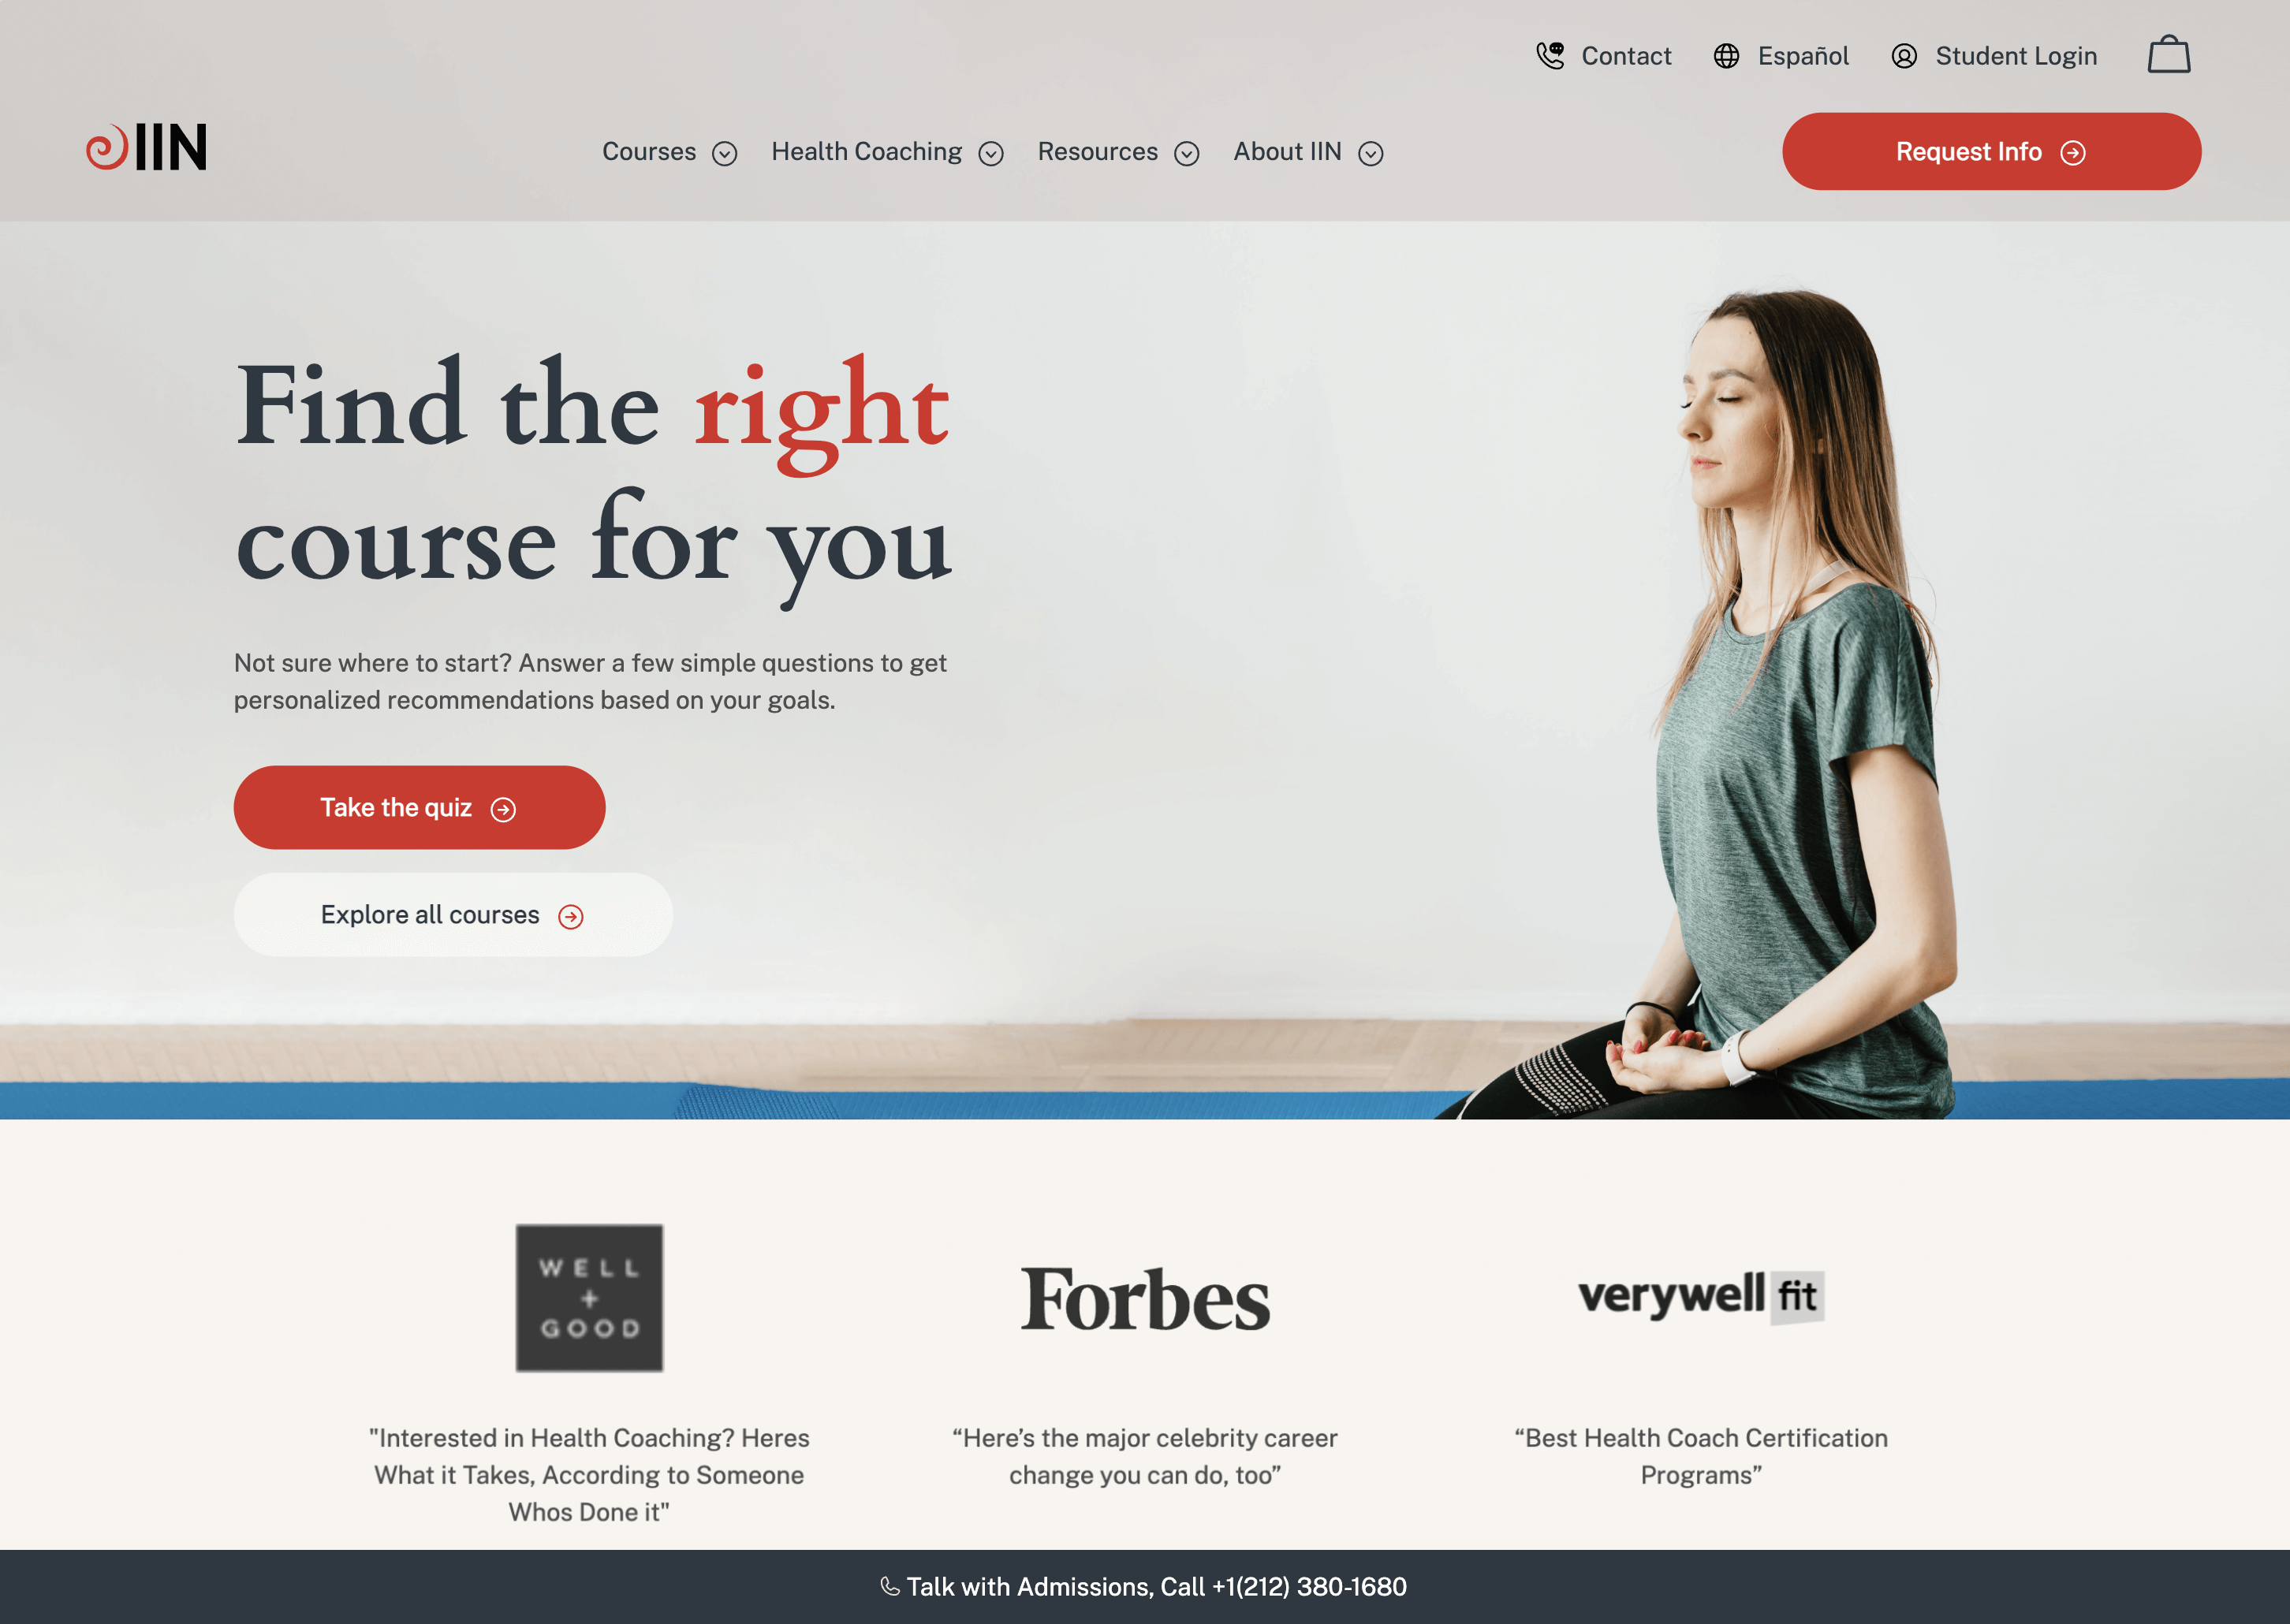 Contact
Español
Student Login
IIN
Courses
Health Coaching
Resources
About IIN
Request Info
Find the right
course for you
Not sure where to start? Answer a few simple questions to get
personalized recommendations based on your goals.
Take the quiz
Explore all courses
WELL
+
GOOD
Forbes
verywell fit
"Interested in Health Coaching? Heres
What it Takes, According to Someone
Whos Done it"
“Here’s the major celebrity career
change you can do, too”
“Best Health Coach Certification
Programs”
Talk with Admissions, Call +1(212) 380-1680